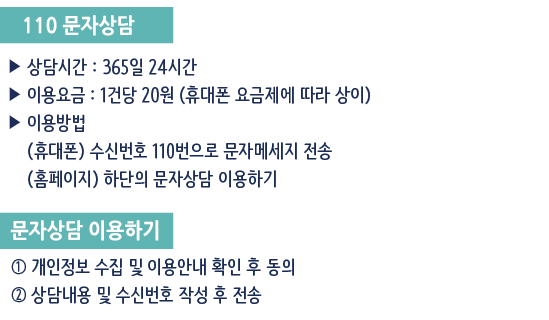 110 문자상담
▶ 상담시간 : 365일 24시간
▶ 이용요금 : 1건당 20원 (휴대폰 요금제에 따라 상이)
▶ 이용방법
(휴대폰) 수신번호 110번으로 문자메세지 전송
(홈페이지) 하단의 문자상담 이용하기
문자상담 이용하기
① 개인정보 수집 및 이용안내 확인 후 동의
② 상담내용 및 수신번호 작성 후 전송